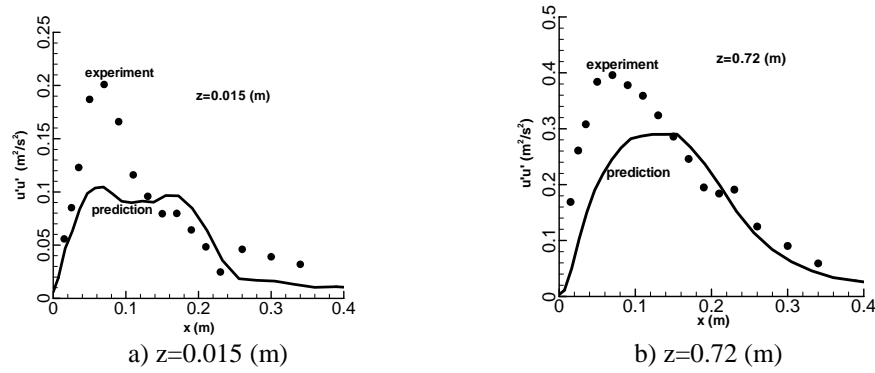 0.25
0.2
0.15
0.1
0.05
0
u'u' (m²/s²)
experiment
z=0.015 (m)
prediction
0 0.1 0.2 0.3 0.4
x (m)
a) z=0.015 (m)
0.5
0.4
0.3
0.2
0.1
0
u'u' (m²/s²)
experiment
z=0.72 (m)
prediction
0 0.1 0.2 0.3 0.4
x (m)
b) z=0.72 (m)